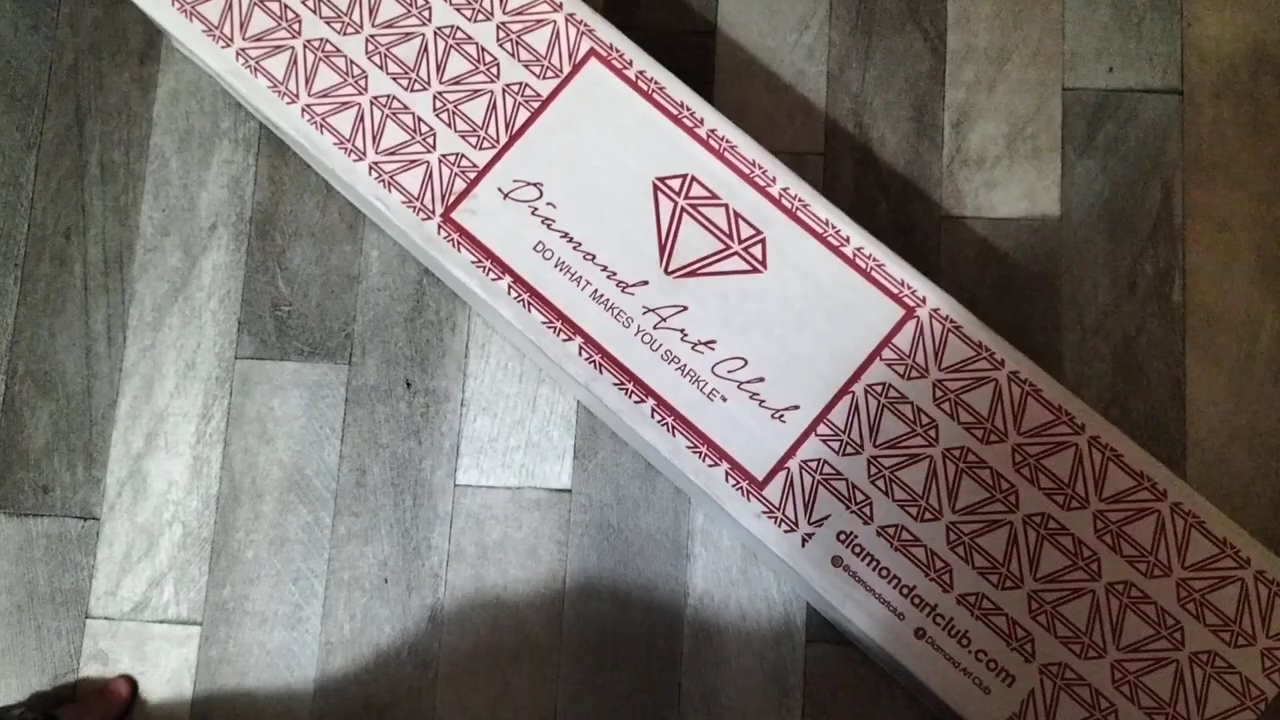 Diamond Art Club
DO WHAT MAKES YOU SPARKLE™
diamondartclub.com
@diamondartclub
Diamond Art Club